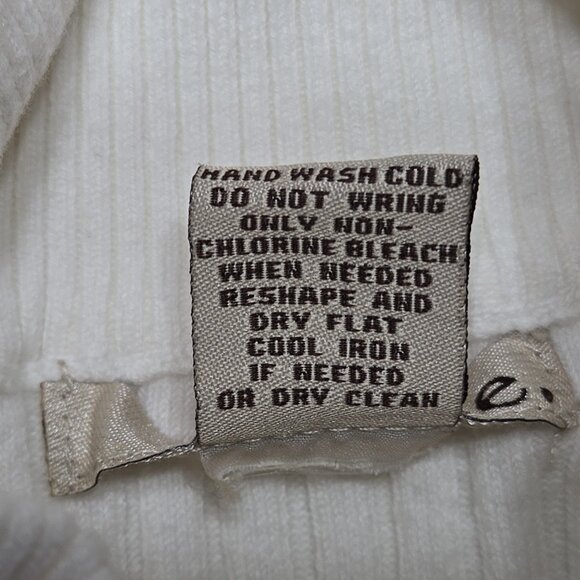 HAND WASH COLD
DO NOT WRING
ONLY NON-
CHLORINE BLEACH
WHEN NEEDED
RESHAPE AND
DRY FLAT
COOL IRON
IF NEEDED
OR DRY CLEAN
e.